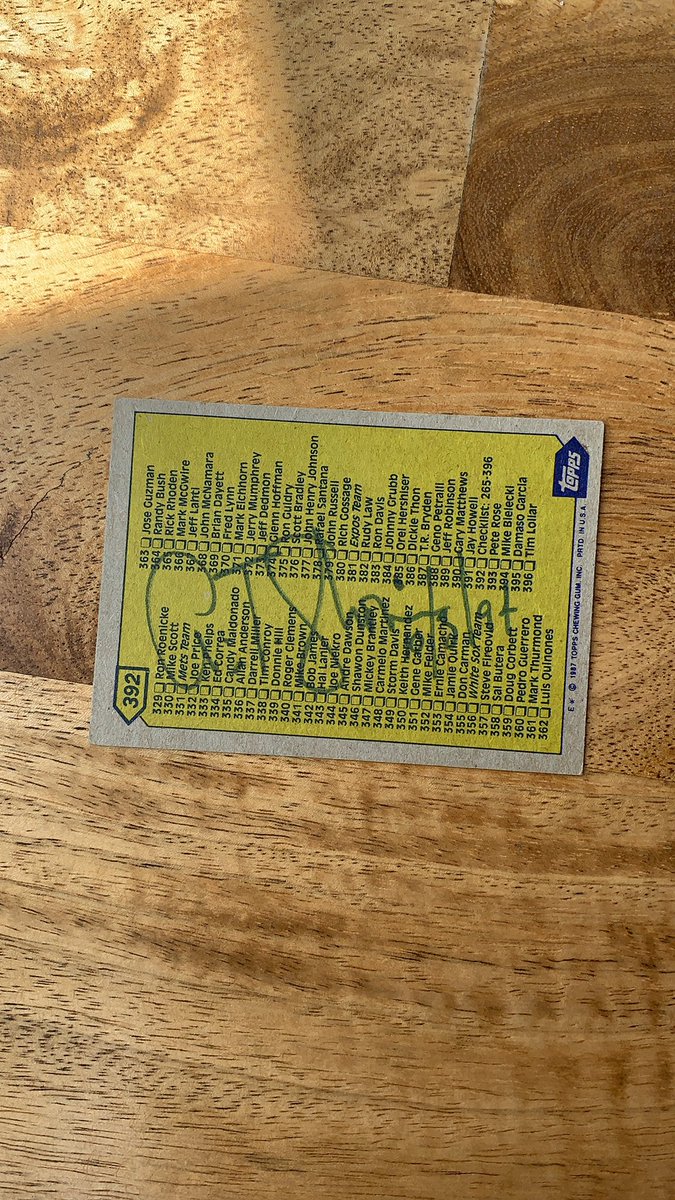 392
329 ☐ Ron Roenicke
330 ☐ Mike Scott
331 ☐ Mets Team
332 ☐ Joe Price
333 ☐ Ken Phelps
334 ☐ Ed Correa
335 ☐ Candy Maldonado
336 ☐ Allan Anderson
337 ☐ Darrell Miller
338 ☐ Tim Conroy
339 ☐ Donnie Hill
340 ☐ Roger Clemens
341 ☐ Mike Brown
342 ☐ Bob James
343 ☐ Hal Lanier
344 ☐ Joe Niekro
345 ☐ Andre Dawson
346 ☐ Shawon Dunston
347 ☐ Mickey Brantley
348 ☐ Carmelo Martinez
349 ☐ Storm Davis
350 ☐ Keith Hernandez
351 ☐ Gene Garber
352 ☐ Mike Felder
353 ☐ Ernie Camacho
354 ☐ Jamie Quirk
355 ☐ Don Carman
356 ☐ White Sox Team
357 ☐ Steve Fireovid
358 ☐ Sal Butera
359 ☐ Doug Corbett
360 ☐ Pedro Guerrero
361 ☐ Mark Thurmond
362 ☐ Luis Quinones
363 ☐ Jose Guzman
364 ☐ Randy Bush
365 ☐ Rick Rhoden
366 ☐ Mark McGwire
367 ☐ Jeff Lahti
368 ☐ John McNamara
369 ☐ Brian Dayett
370 ☐ Fred Lynn
371 ☐ Mark Eichhorn
372 ☐ Jerry Mumphrey
373 ☐ Jeff Dedmon
374 ☐ Glenn Hoffman
375 ☐ Ron Guidry
376 ☐ Scott Bradley
377 ☐ John Henry Johnson
378 ☐ Rafael Santana
379 ☐ John Russell
380 ☐ Rich Gossage
381 ☐ Expos Team
382 ☐ Rudy Law
383 ☐ Ron Davis
384 ☐ Johnny Grubb
385 ☐ Orel Hershiser
386 ☐ Dickie Thon
387 ☐ T.R. Bryden
388 ☐ Geno Petralli
389 ☐ Jeff Robinson
390 ☐ Gary Matthews
391 ☐ Jay Howell
392 ☐ Checklist: 265-396
393 ☐ Pete Rose
394 ☐ Mike Bielecki
395 ☐ Damaso Garcia
396 ☐ Tim Lollar
topps
E* © 1987 TOPPS CHEWING GUM, INC. PRTD. IN U.S.A.